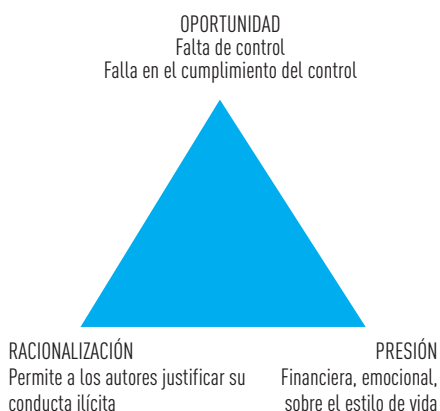 OPORTUNIDAD
Falta de control
Falla en el cumplimiento del control
RACIONALIZACIÓN
Permite a los autores justificar su
conducta ilícita
PRESIÓN
Financiera, emocional,
sobre el estilo de vida